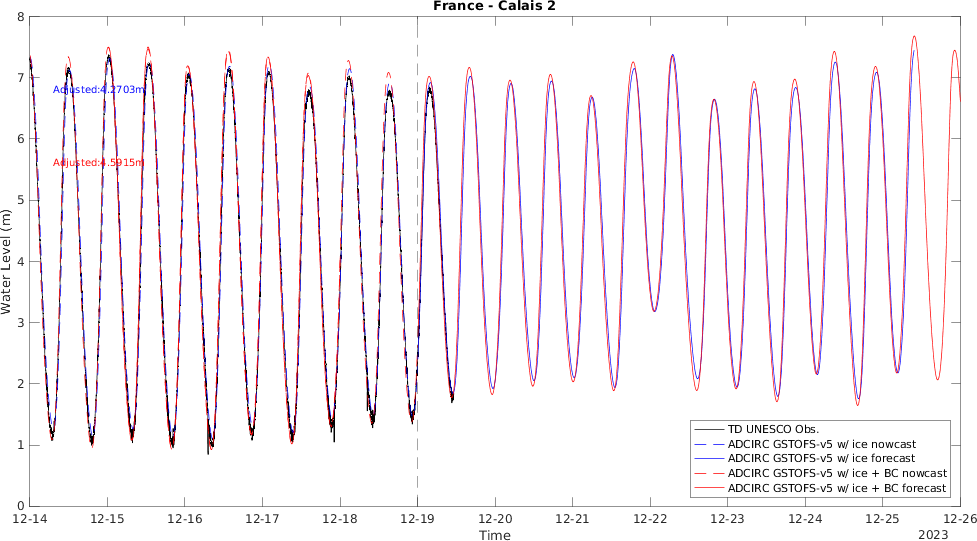 France - Calais 2
8
7
6
5
4
3
2
1
0
Water Level (m)
Adjusted:4.2703m
Adjusted:4.5915m
TD UNESCO Obs.
ADCIRC GSTOFS-v5 w/ ice nowcast
ADCIRC GSTOFS-v5 w/ ice forecast
ADCIRC GSTOFS-v5 w/ ice + BC nowcast
ADCIRC GSTOFS-v5 w/ ice + BC forecast
12-14 12-15 12-16 12-17 12-18 12-19 12-20 12-21 12-22 12-23 12-24 12-25 12-26
Time
2023